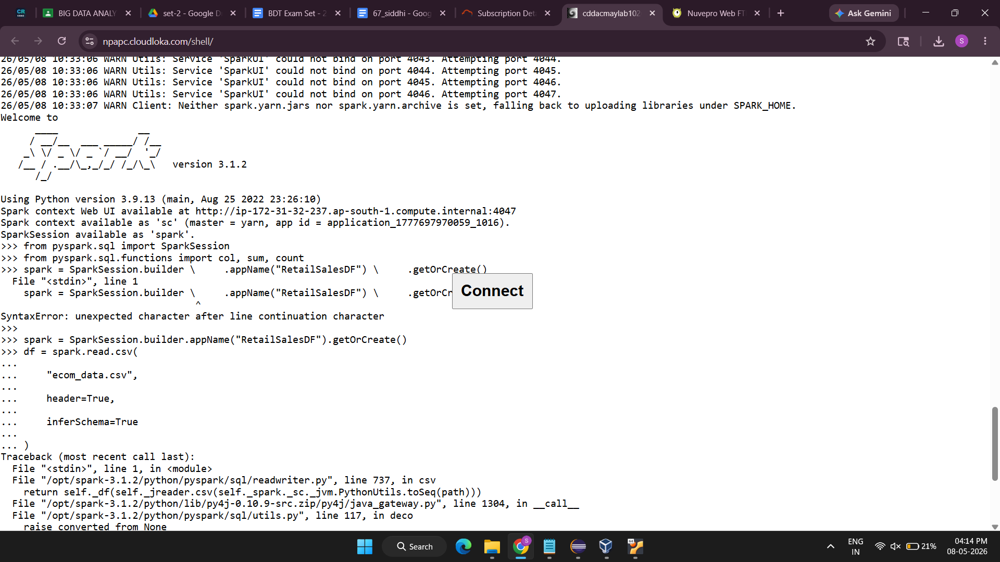 CR
CDAC
BIG DATA ANALY
set-2 - Google D
BDT Exam Set - 2
67_siddhi - Goog
Subscription Deta
cddacmaylab102
Nuvepro Web FT
Ask Gemini
npapc.cloudloka.com/shell/
S
26/05/08 10:33:06 WARN Utils: Service 'SparkUI' could not bind on port 4043. Attempting port 4044.
26/05/08 10:33:06 WARN Utils: Service 'SparkUI' could not bind on port 4044. Attempting port 4045.
26/05/08 10:33:06 WARN Utils: Service 'SparkUI' could not bind on port 4045. Attempting port 4046.
26/05/08 10:33:06 WARN Utils: Service 'SparkUI' could not bind on port 4046. Attempting port 4047.
26/05/08 10:33:07 WARN Client: Neither spark.yarn.jars nor spark.yarn.archive is set, falling back to uploading libraries under SPARK_HOME.
Welcome to
      ____              __
     / __/__  ___ _____/ /__
    _\ \/ _ \/ _ `/ __/  '_/
   /__ / .__/\_,_/_/ /_/\_\   version 3.1.2
      /_/
Using Python version 3.9.13 (main, Aug 25 2022 23:26:10)
Spark context Web UI available at http://ip-172-31-32-237.ap-south-1.compute.internal:4047
Spark context available as 'sc' (master = yarn, app id = application_1777697970059_1016).
SparkSession available as 'spark'.
>>> from pyspark.sql import SparkSession
>>> from pyspark.sql.functions import col, sum, count
>>> spark = SparkSession.builder \     .appName("RetailSalesDF") \     .getOrCreate()
  File "<stdin>", line 1
    spark = SparkSession.builder \     .appName("RetailSalesDF") \     .getOrCr
Connect
                                  ^
SyntaxError: unexpected character after line continuation character
>>>
>>> spark = SparkSession.builder.appName("RetailSalesDF").getOrCreate()
>>> df = spark.read.csv(
...
...     "ecom_data.csv",
...
...     header=True,
...
...     inferSchema=True
...
... )
Traceback (most recent call last):
  File "<stdin>", line 1, in <module>
  File "/opt/spark-3.1.2/python/pyspark/sql/readwriter.py", line 737, in csv
    return self._df(self._jreader.csv(self._spark._sc._jvm.PythonUtils.toSeq(path)))
  File "/opt/spark-3.1.2/python/lib/py4j-0.10.9-src.zip/py4j/java_gateway.py", line 1304, in __call__
  File "/opt/spark-3.1.2/python/pyspark/sql/utils.py", line 117, in deco
    raise converted from None
Search
S
64
ENG
IN
21%
04:14 PM
08-05-2026